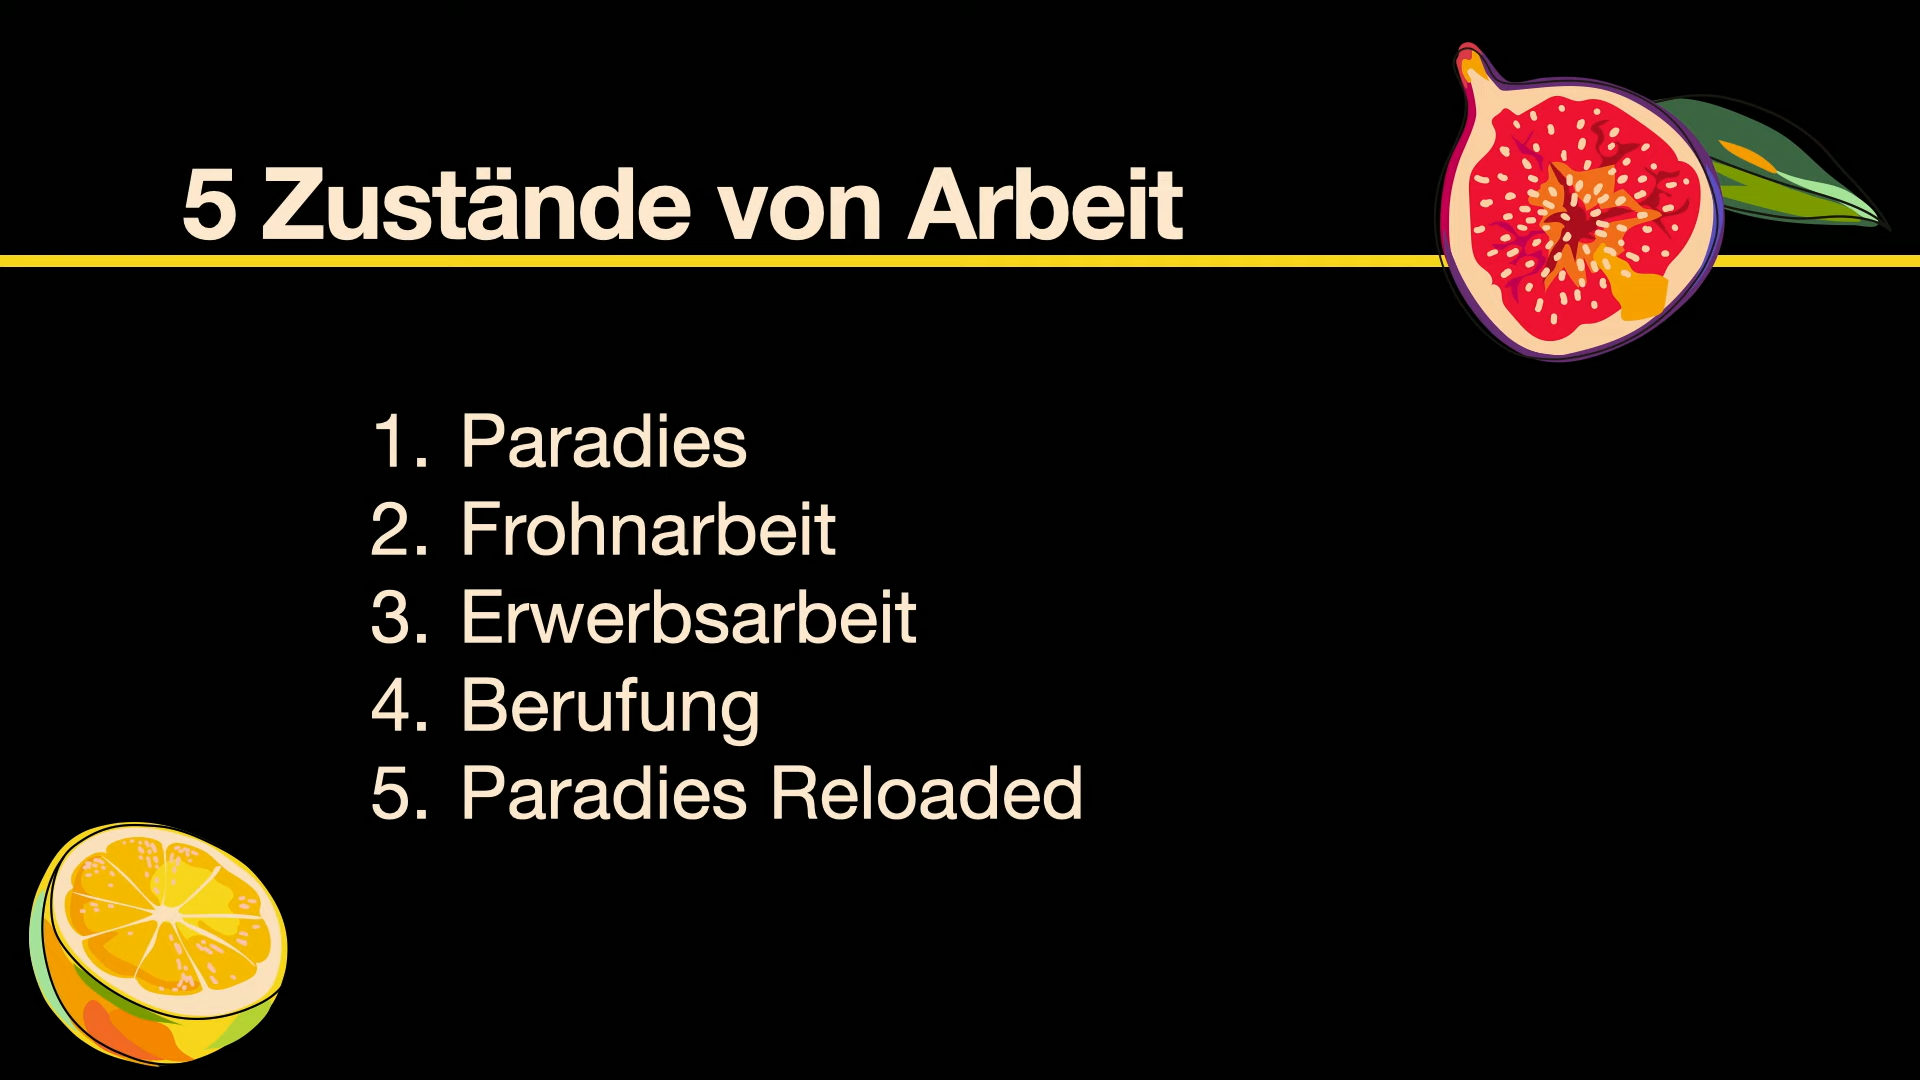 5 Zustände von Arbeit
1. Paradies
2. Frohnarbeit
3. Erwerbsarbeit
4. Berufung
5. Paradies Reloaded